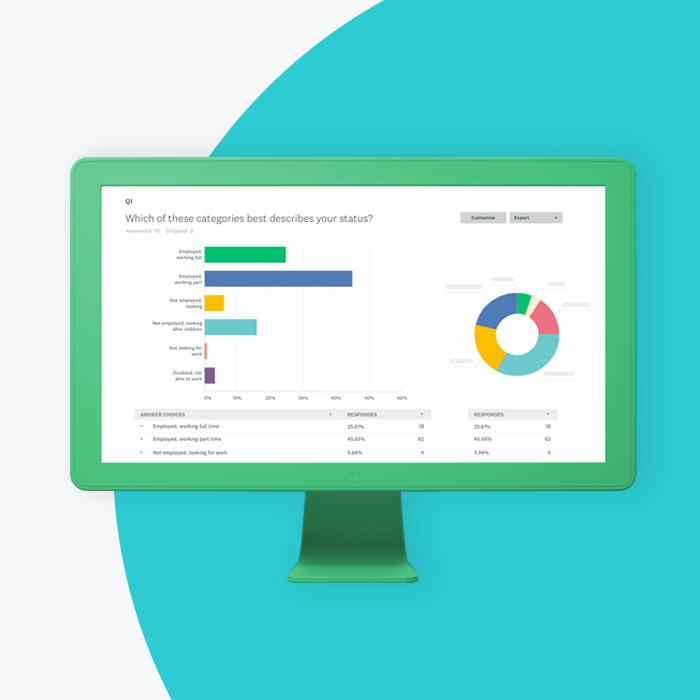 Q1
Which of these categories best describes your status?
Customize
Export
Answered: 70 Skipped: 0
Employed,
working full
Employed,
working part
Not employed,
looking
Not employed, looking
after children
Not looking for
work
Disabled, not
able to work
0% 10% 20% 30% 40% 50% 60%
ANSWER CHOICES RESPONSES RESPONSES
Employed, working full time 25.61% 18 25.61% 18
Employed, working part time 45.65% 62 45.65% 62
Not employed, looking for work 5.84% 4 5.84% 4